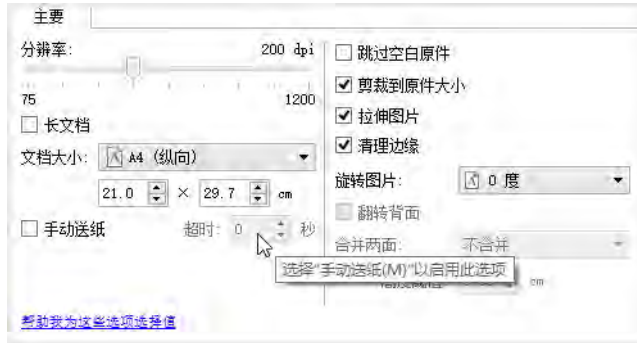 主要
分辨率: 200 dpi
75 1200
长文档
文档大小: A4 (纵向)
21.0 × 29.7 cm
手动送纸 超时: 0 秒
帮助我为这些选项选择值
跳过空白原件
剪裁到原件大小
拉伸图片
清理边缘
旋转图片: 0 度
翻转背面
合并两面: 不合并
选择“手动送纸(M)”以启用此选项
cm